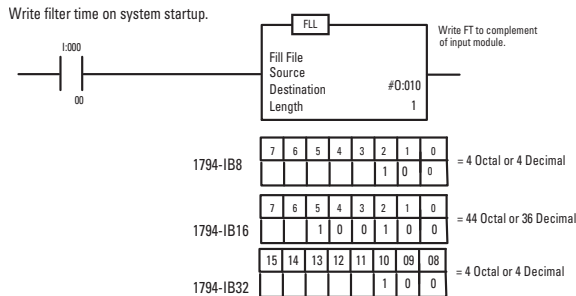 Write filter time on system startup.
FLL
Write FT to complement
of input module.
I:000
00
Fill File
Source
Destination #O:010
Length 1
7 6 5 4 3 2 1 0
1794-IB8 1 0 0 = 4 Octal or 4 Decimal
7 6 5 4 3 2 1 0
1794-IB16 1 0 0 1 0 0 = 44 Octal or 36 Decimal
15 14 13 12 11 10 09 08
1794-IB32 1 0 0 = 4 Octal or 4 Decimal